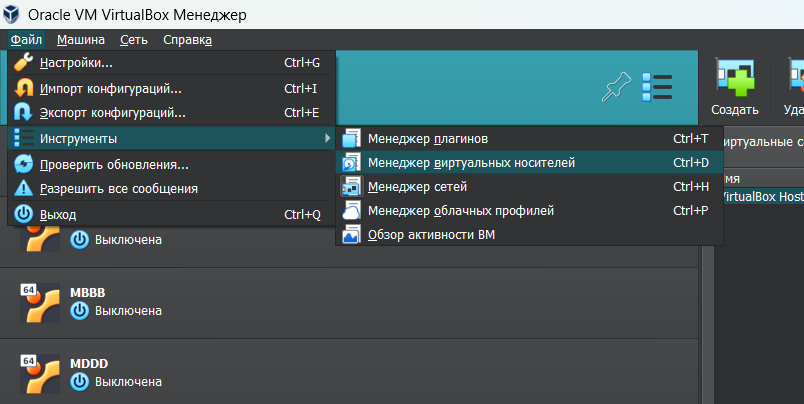 Oracle VM VirtualBox Менеджер
Файл Машина Сеть Справка
Настройки... Ctrl+G
Импорт конфигураций... Ctrl+I
Экспорт конфигураций... Ctrl+E
Инструменты
Проверить обновления...
Разрешить все сообщения
Выход Ctrl+Q
Менеджер плагинов Ctrl+T
Менеджер виртуальных носителей Ctrl+D
Менеджер сетей Ctrl+H
Менеджер облачных профилей Ctrl+P
Обзор активности ВМ
Создать Уда
иртуальные се
мя
VirtualBox Host
Выключена
64 MBBB
Выключена
64 MDDD
Выключена